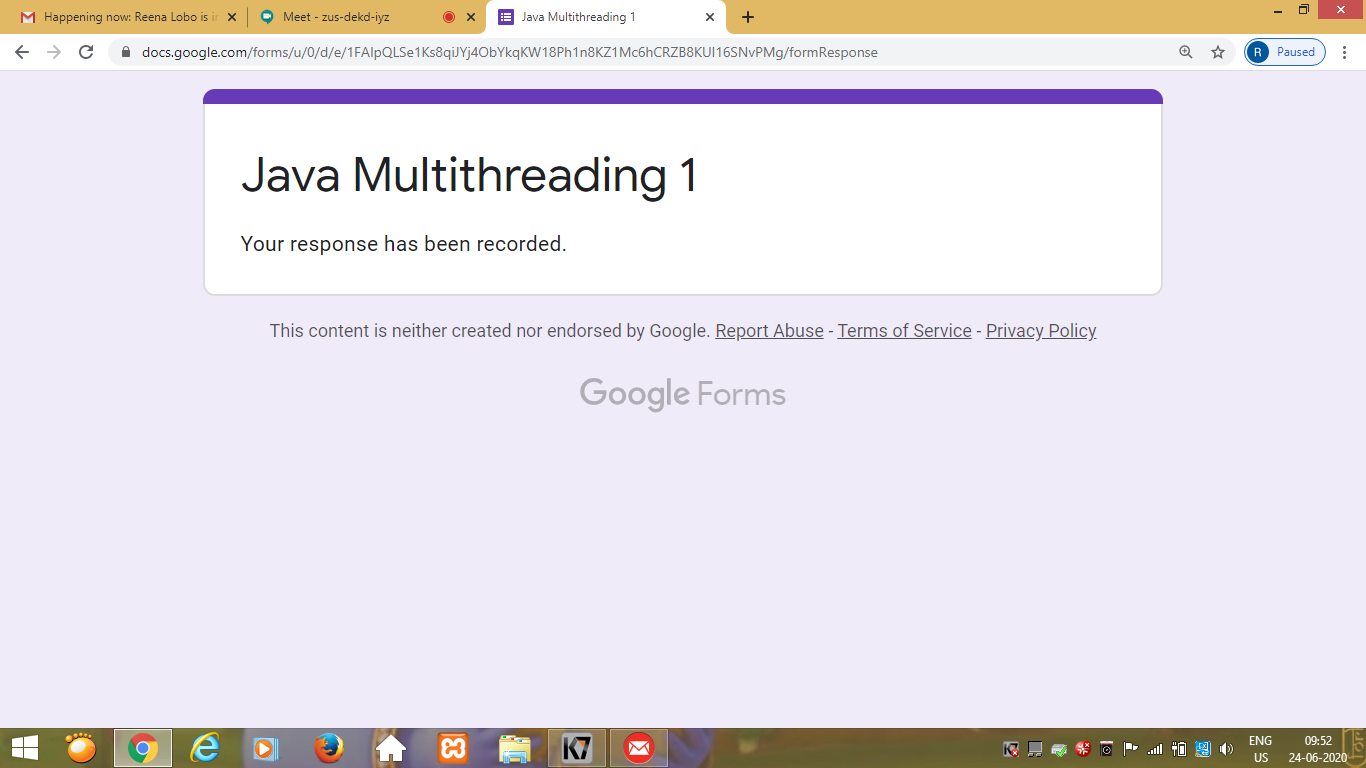 Happening now: Reena Lobo is in
Meet - zus-dekd-iyz
Java Multithreading 1
docs.google.com/forms/u/0/d/e/1FAIpQLSe1Ks8qiJYj4ObYkqKW18Ph1n8KZ1Mc6hCRZB8KUI16SNvPMg/formResponse
R Paused
Java Multithreading 1
Your response has been recorded.
This content is neither created nor endorsed by Google. Report Abuse - Terms of Service - Privacy Policy
Google Forms
K7
ENG
US
09:52
24-06-2020